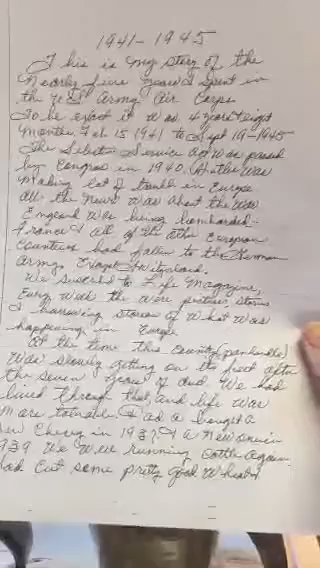 1941-1945
This is my story of the
nearly five years I spent in
the U.S. Army Air Corps.
To be exact it was 4 years eight
months, Feb 15 1941 to Sept 19-1945
The Selective Service Act was passed
by Congress in 1940. Hitler was
making lot of trouble in Europe
all the news was about the war
England was being bombarded-
France & all of the other European
Countries had fallen to the German
Army, Except Switzerland.
We subscribed to Life Magazine,
Every week the were pictures stories
& harrowing stories of what was
happening in Europe
At the time this Country (panhandle)
was slowly getting on its feet after
the seven years of dust. We had
lived through that, and life was
more tolerable. Dad a bought a
new Chevy in 1937, & a new one in
1939 We were running cattle again.
had cut some pretty good wheat